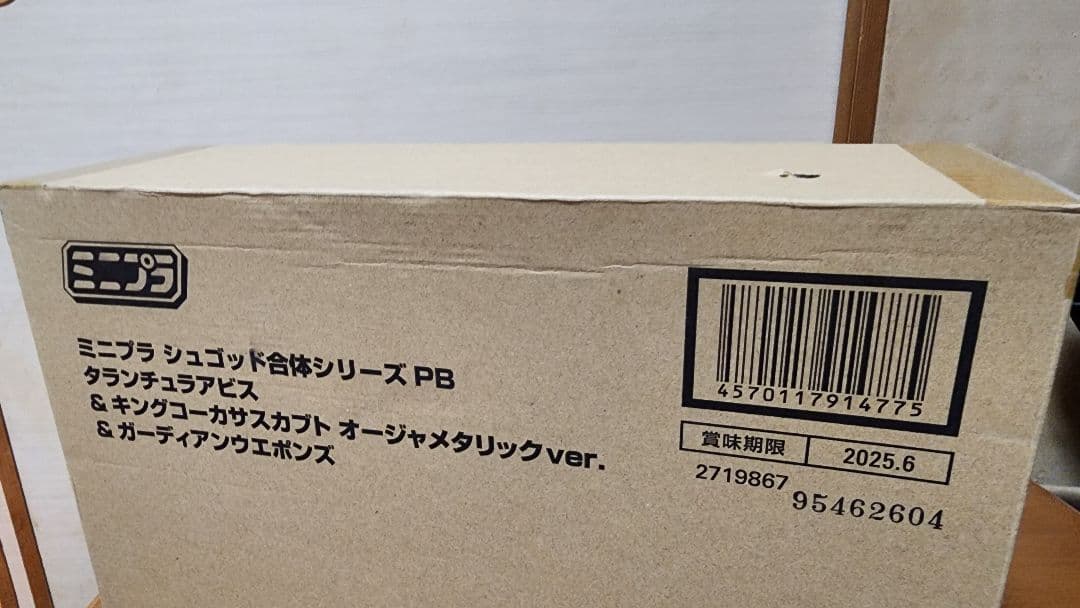 ミニプラ
ミニプラ シュゴッド合体シリーズ PB
タランチュラアビス
& キングコーカサスカブト オージャメタリックver.
& ガーディアンウエポンズ
4570117914775
賞味期限 2025.6
2719867 95462604